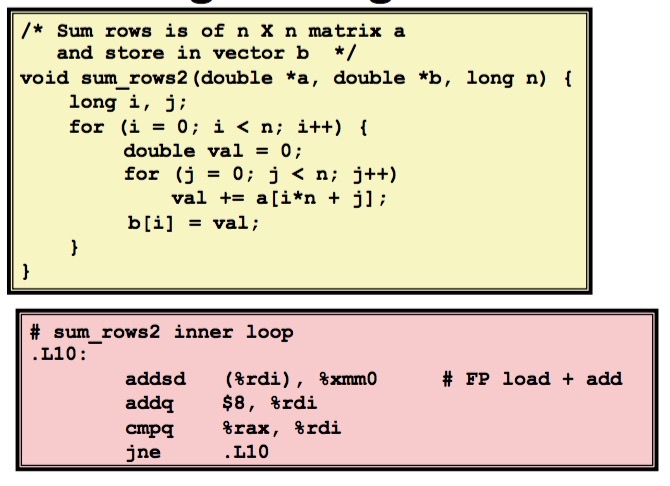 /* Sum rows is of n X n matrix a
and store in vector b */
void sum_rows2(double *a, double *b, long n) {
long i, j;
for (i = 0; i < n; i++) {
double val = 0;
for (j = 0; j < n; j++)
val += a[i*n + j];
b[i] = val;
}
}
# sum_rows2 inner loop
.L10:
addsd (%rdi), %xmm0 # FP load + add
addq $8, %rdi
cmpq %rax, %rdi
jne .L10